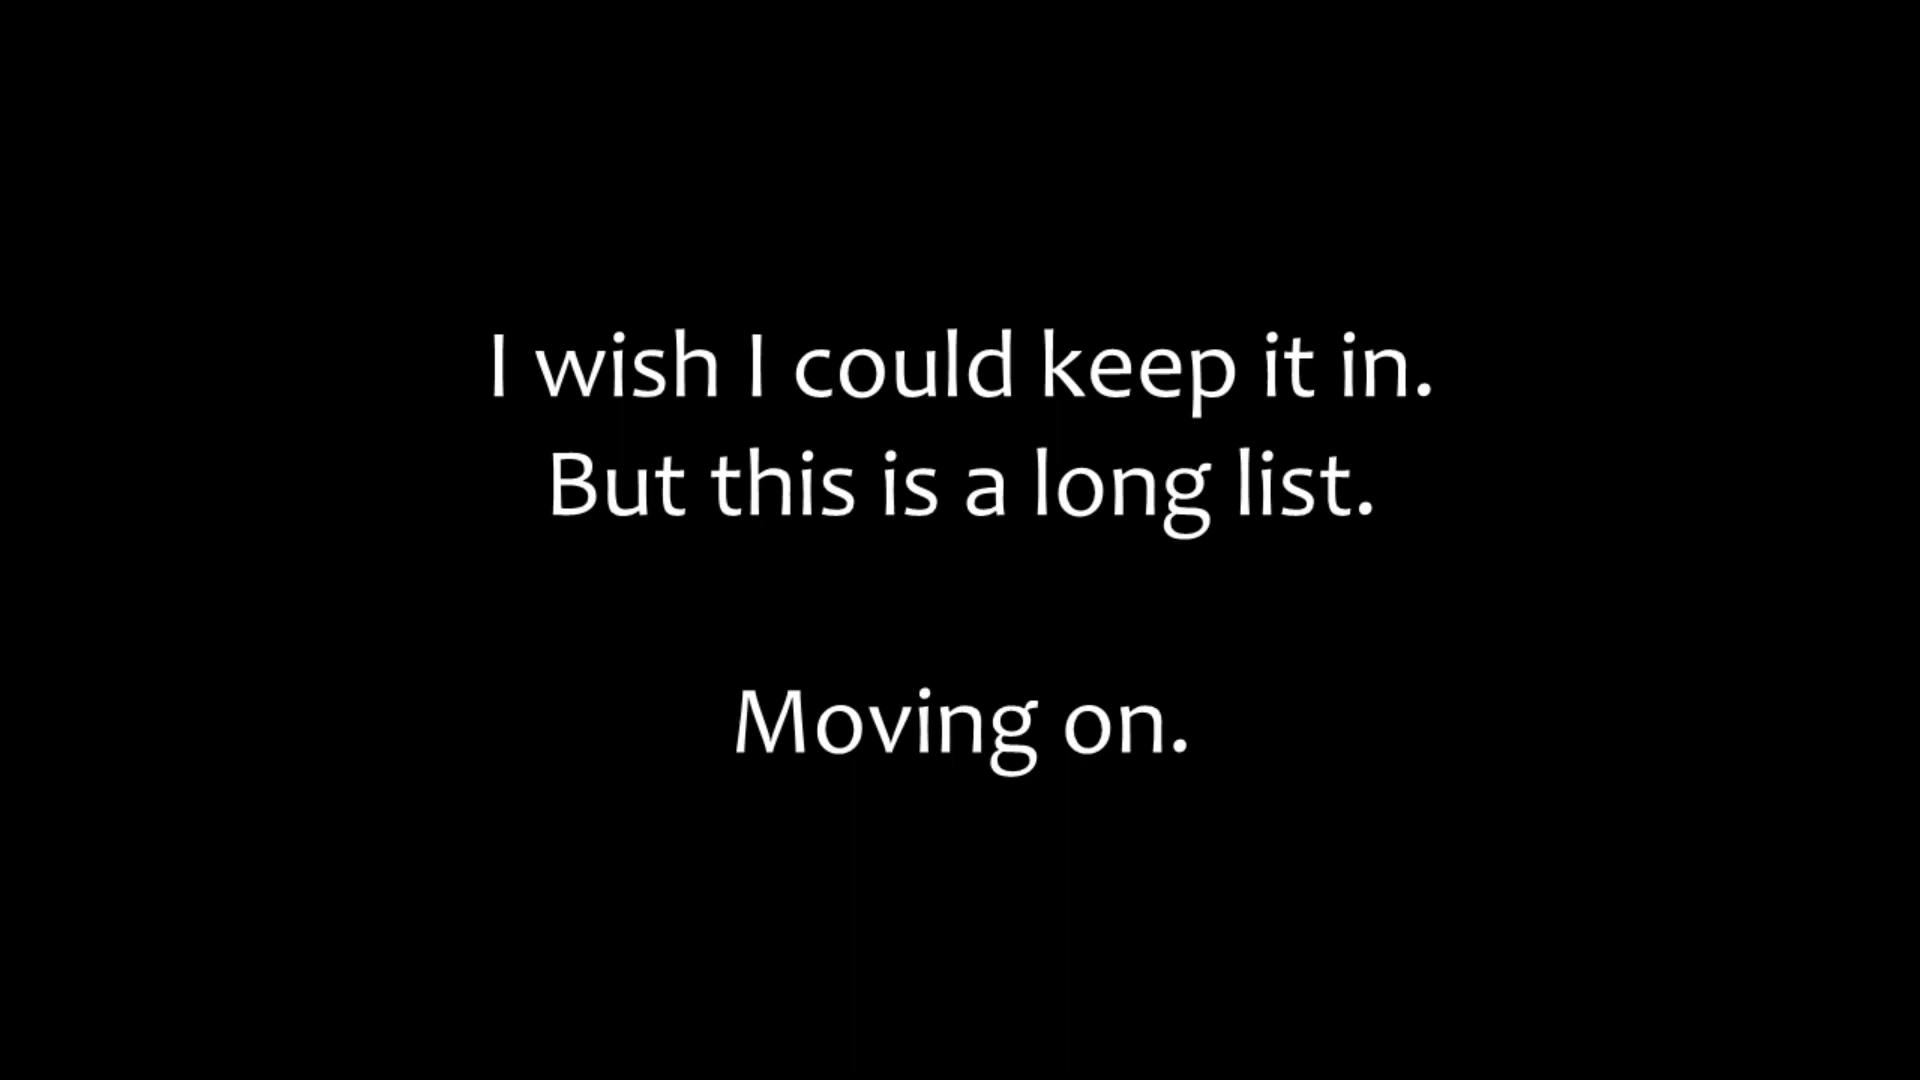 I wish I could keep it in.
But this is a long list.
Moving on.